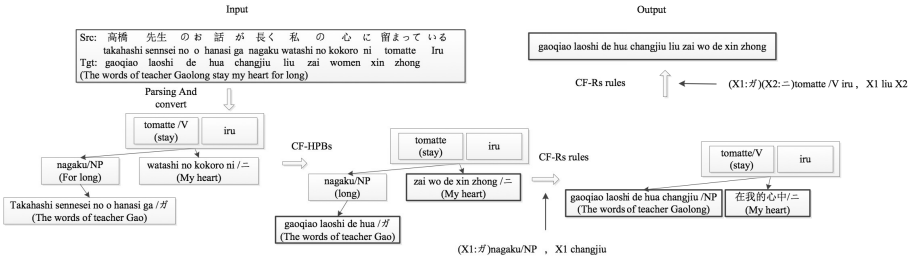 Input
Output
Src: 高橋 先生 のお 話 が 長く 私 の 心 に 留まって いる
takahashi sennsei no o hanasi ga nagaku watashi no kokoro ni tomatte Iru
Tgt: gaoqiao laoshi de hua changjiu liu zai women xin zhong
(The words of teacher Gaolong stay my heart for long)
gaoqiao laoshi de hua changjiu liu zai wo de xin zhong
Parsing And
convert
CF-Rs rules
(X1:ガ)(X2:ニ)tomatte /V iru , X1 liu X2
tomatte /V
(stay)
iru
nagaku/NP
(For long)
watashi no kokoro ni /ニ
(My heart)
Takahashi sennesei no o hanasi ga /ガ
(The words of teacher Gao)
CF-HPBs
tomatte
(stay)
iru
nagaku/NP
(long)
zai wo de xin zhong /ニ
(My heart)
gaoqiao laoshi de hua /ガ
(The words of teacher Gao)
CF-Rs rules
(X1:ガ)nagaku/NP , X1 changjiu
tomatte/V
(stay)
iru
gaoqiao laoshi de hua changjiu /NP
(The words of teacher Gaolong)
在我的心中/ニ
(My heart)